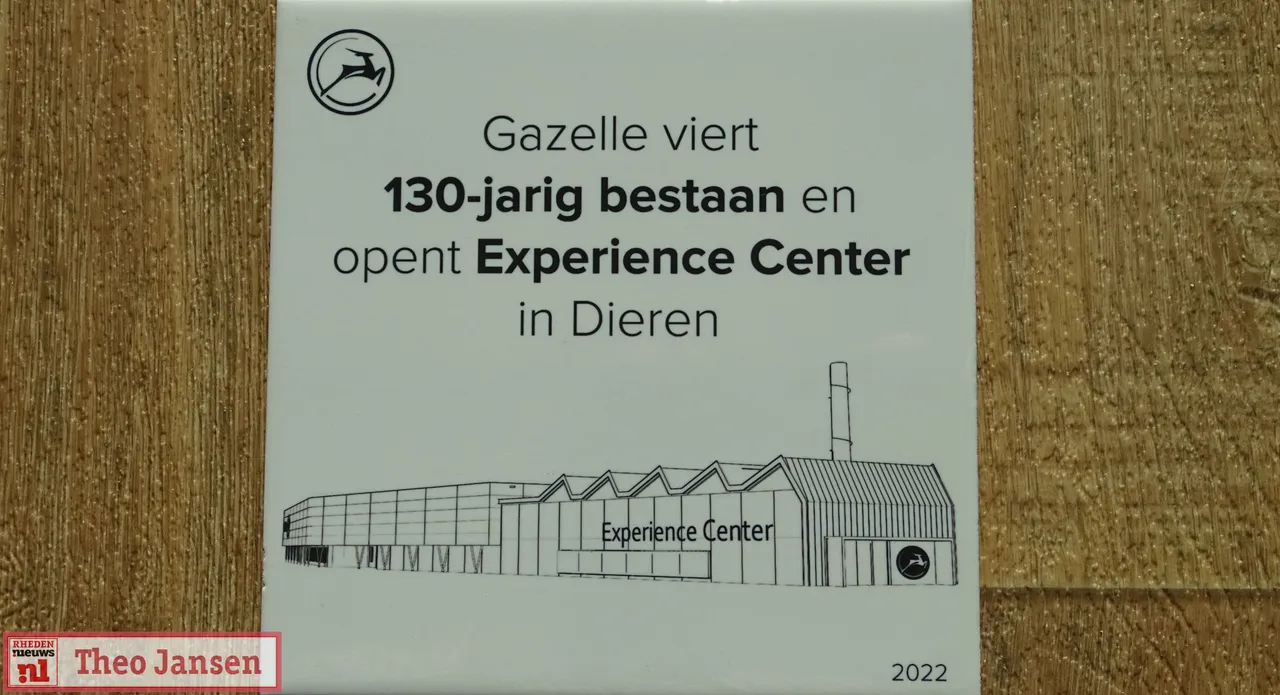 Gazelle viert
130-jarig bestaan en
opent Experience Center
in Dieren
Experience Center
2022
RHEDEN
nieuws
.nl
Theo Jansen